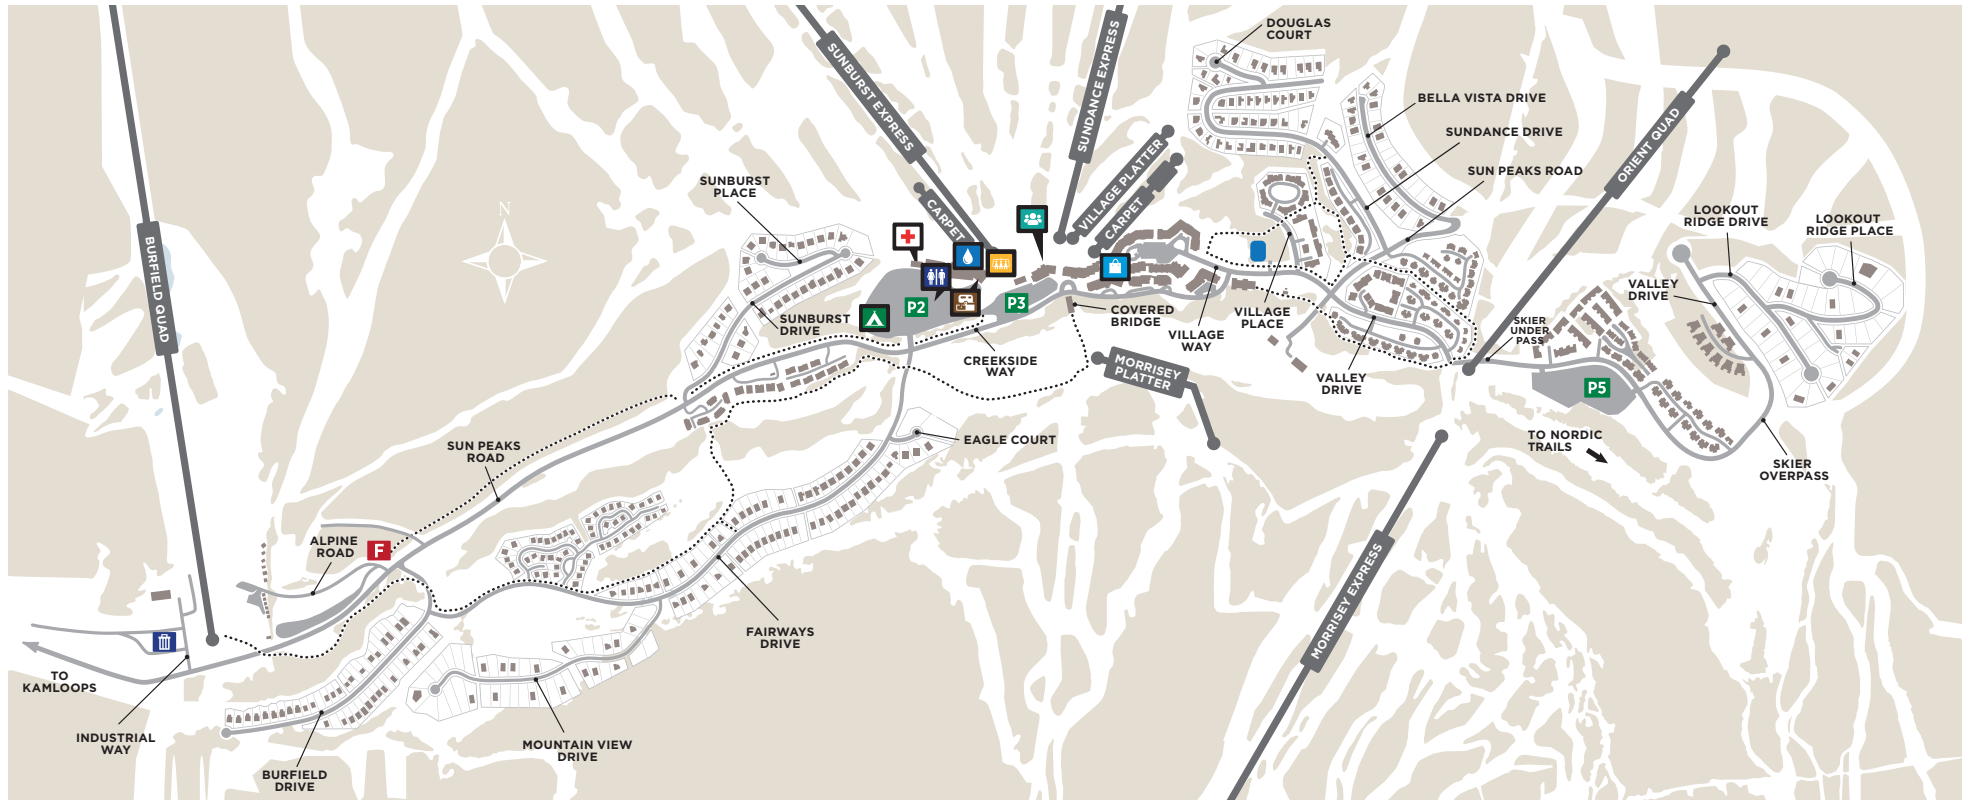 DOUGLAS
COURT
SUNBURST EXPRESS
SUNDANCE EXPRESS
BELLA VISTA DRIVE
SUNDANCE DRIVE
SUN PEAKS ROAD
ORIENT QUAD
VILLAGE PLATTER
CARPET
CARPET
SUNBURST
PLACE
N
LOOKOUT
RIDGE DRIVE
LOOKOUT
RIDGE PLACE
BURFIELD QUAD
VALLEY
DRIVE
SUNBURST
DRIVE
P2
P3
COVERED
BRIDGE
VILLAGE
WAY
VILLAGE
PLACE
SKIER
UNDER
PASS
CREEKSIDE
WAY
MORRISEY
PLATTER
VALLEY
DRIVE
P5
EAGLE COURT
SUN PEAKS
ROAD
TO NORDIC
TRAILS
SKIER
OVERPASS
ALPINE
ROAD
F
MORRISEY EXPRESS
FAIRWAYS
DRIVE
TO
KAMLOOPS
INDUSTRIAL
WAY
MOUNTAIN VIEW
DRIVE
BURFIELD
DRIVE